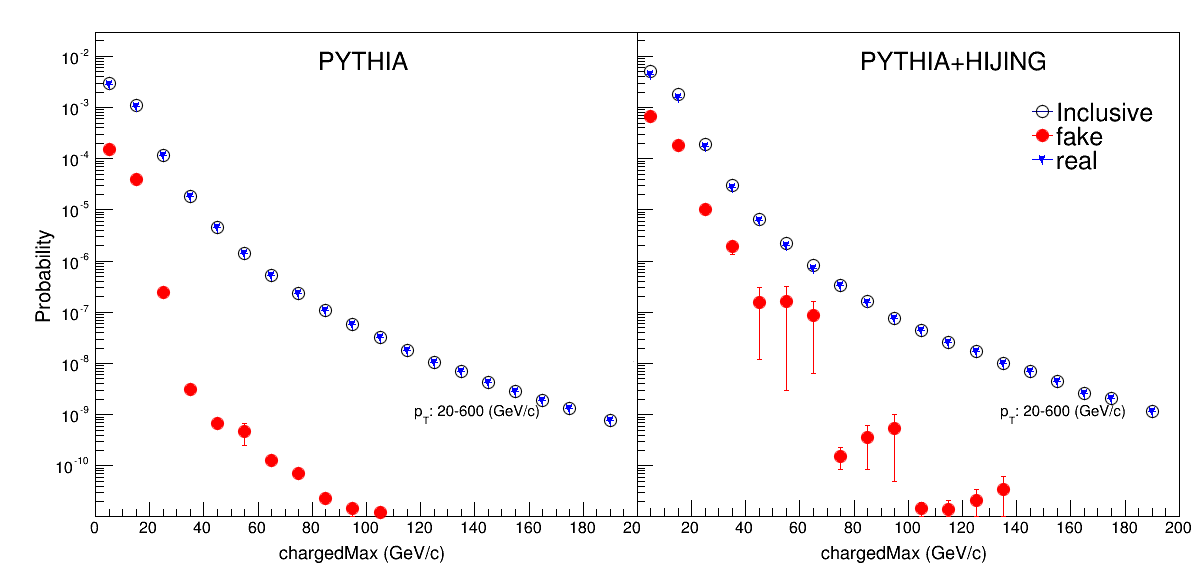 PYTHIA
PYTHIA+HIJING
Inclusive
fake
real
Probability
10^-2
10^-3
10^-4
10^-5
10^-6
10^-7
10^-8
10^-9
10^-10
p_T: 20-600 (GeV/c)
p_T: 20-600 (GeV/c)
0 20 40 60 80 100 120 140 160 180 20
20 40 60 80 100 120 140 160 180 200
chargedMax (GeV/c)
chargedMax (GeV/c)